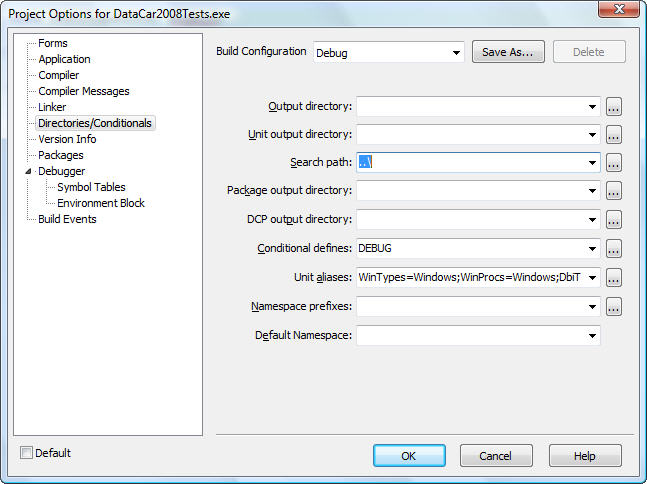 Project Options for DataCar2008Tests.exe
Forms
Application
Compiler
Compiler Messages
Linker
Directories/Conditionals
Version Info
Packages
Debugger
Symbol Tables
Environment Block
Build Events
Build Configuration Debug Save As... Delete
Output directory: ...
Unit output directory: ...
Search path: ..\ ...
Package output directory: ...
DCP output directory: ...
Conditional defines: DEBUG ...
Unit aliases: WinTypes=Windows;WinProcs=Windows;DbiT ...
Namespace prefixes: ...
Default Namespace:
Default OK Cancel Help